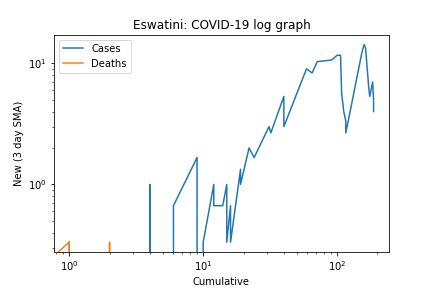 Eswatini: COVID-19 log graph
Cases
Deaths
10¹
10⁰
New (3 day SMA)
10⁰ 10¹ 10²
Cumulative